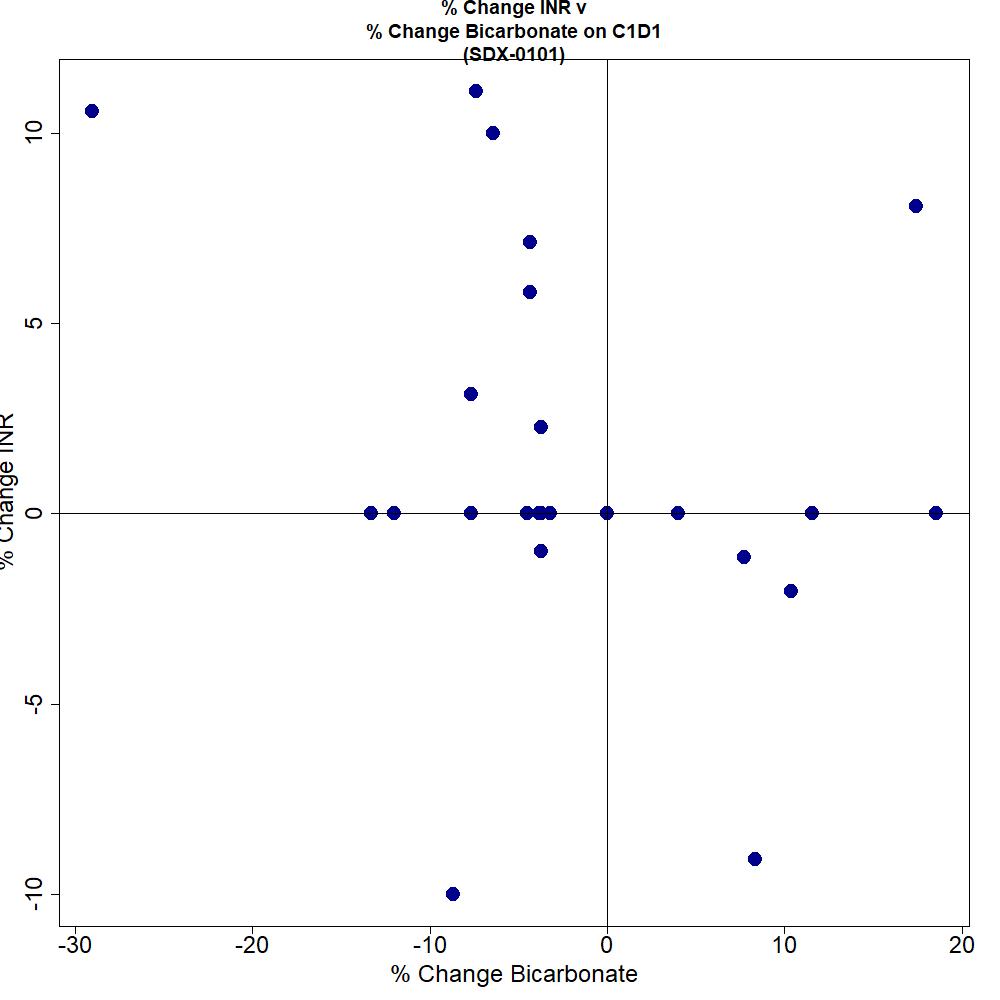 % Change INR v
% Change Bicarbonate on C1D1
(SDX-0101)
10
5
0
-5
-10
% Change INR
-30
-20
-10
0
10
20
% Change Bicarbonate